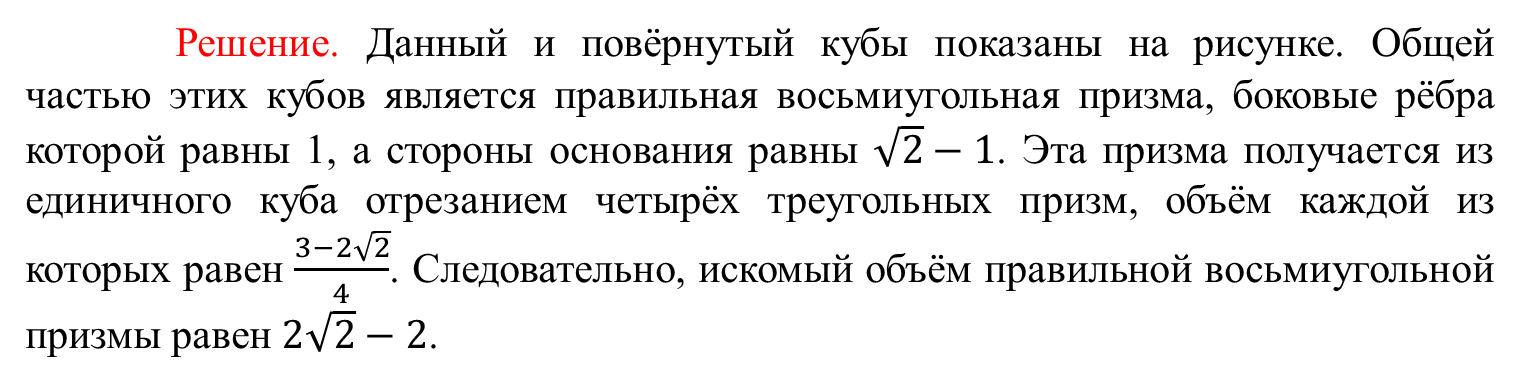 Решение. Данный и повёрнутый кубы показаны на рисунке. Общей
частью этих кубов является правильная восьмиугольная призма, боковые рёбра
которой равны 1, а стороны основания равны √2 − 1. Эта призма получается из
единичного куба отрезанием четырёх треугольных призм, объём каждой из
которых равен (3−2√2)/4. Следовательно, искомый объём правильной восьмиугольной
призмы равен 2√2 − 2.